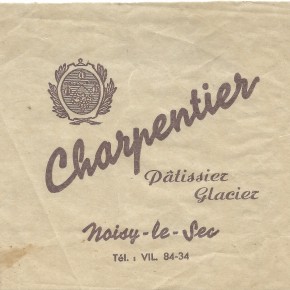 Charpentier
Pâtissier
Glacier
Noisy-le-Sec
Tél. : VIL. 84-34